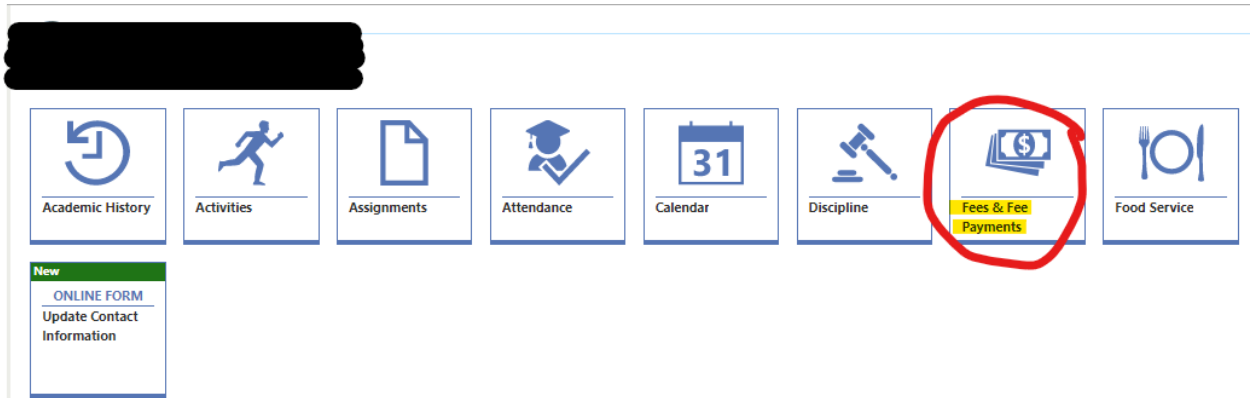 31
$
Academic History
Activities
Assignments
Attendance
Calendar
Discipline
Fees & Fee
Payments
Food Service
New
ONLINE FORM
Update Contact
Information